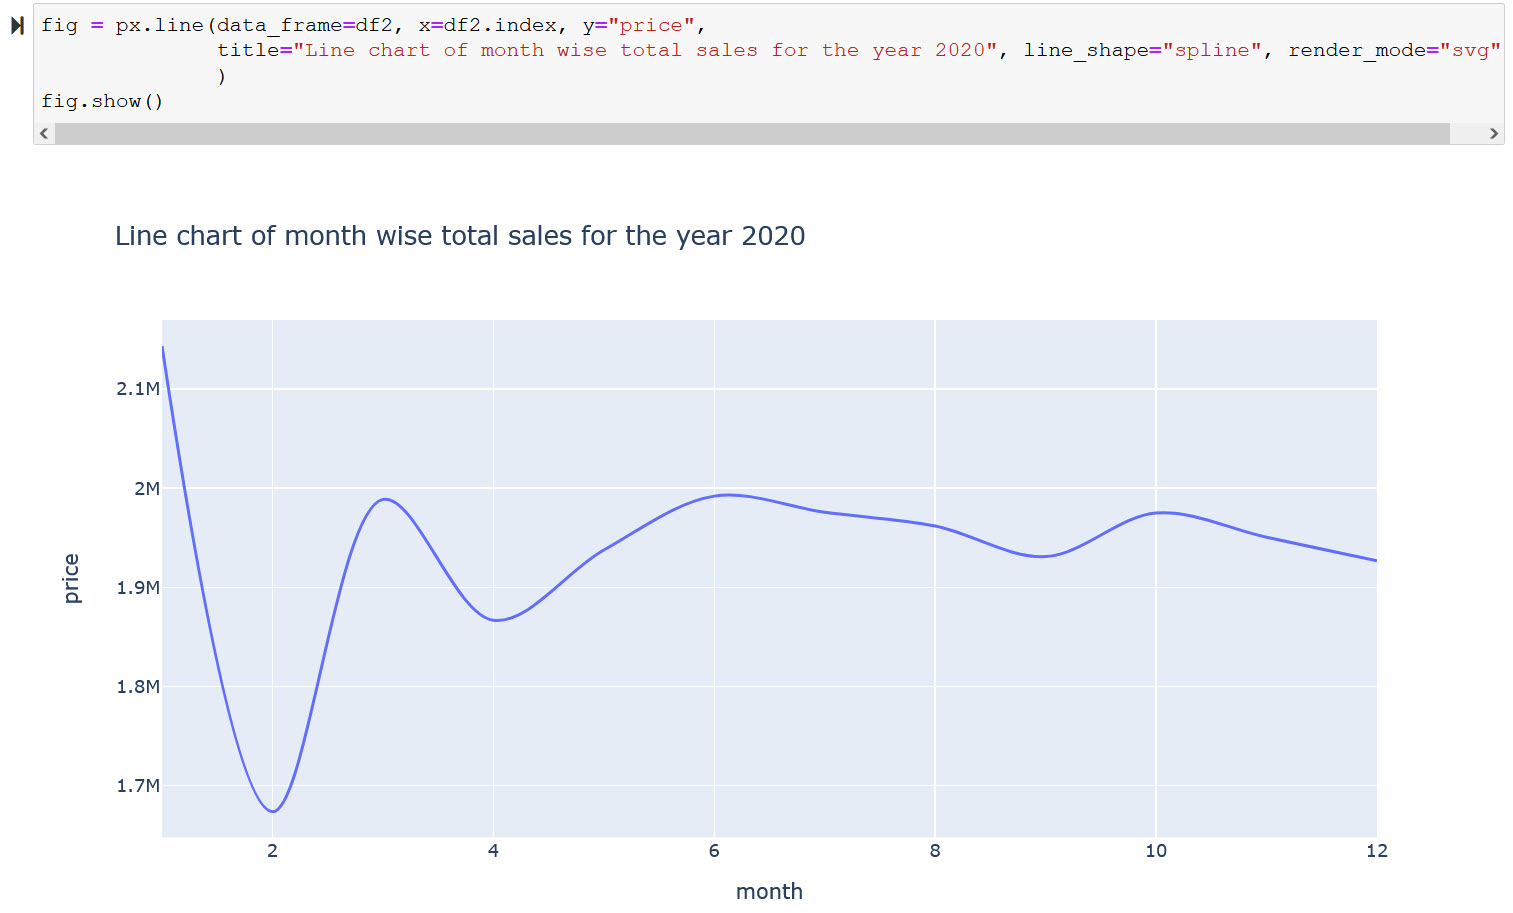 fig = px.line(data_frame=df2, x=df2.index, y="price",
title="Line chart of month wise total sales for the year 2020", line_shape="spline", render_mode="svg"
)
fig.show()
Line chart of month wise total sales for the year 2020
2.1M
2M
1.9M
1.8M
1.7M
price
2 4 6 8 10 12
month